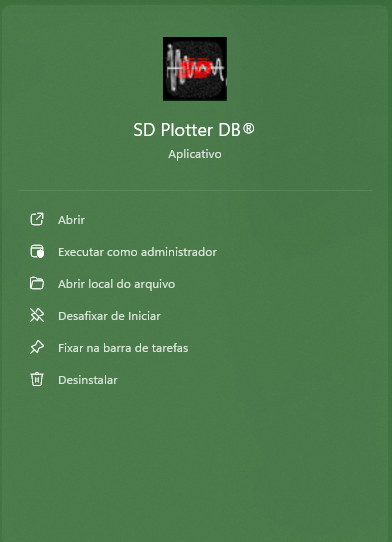 SD Plotter DB®
Aplicativo
Abrir
Executar como administrador
Abrir local do arquivo
Desafixar de Iniciar
Fixar na barra de tarefas
Desinstalar